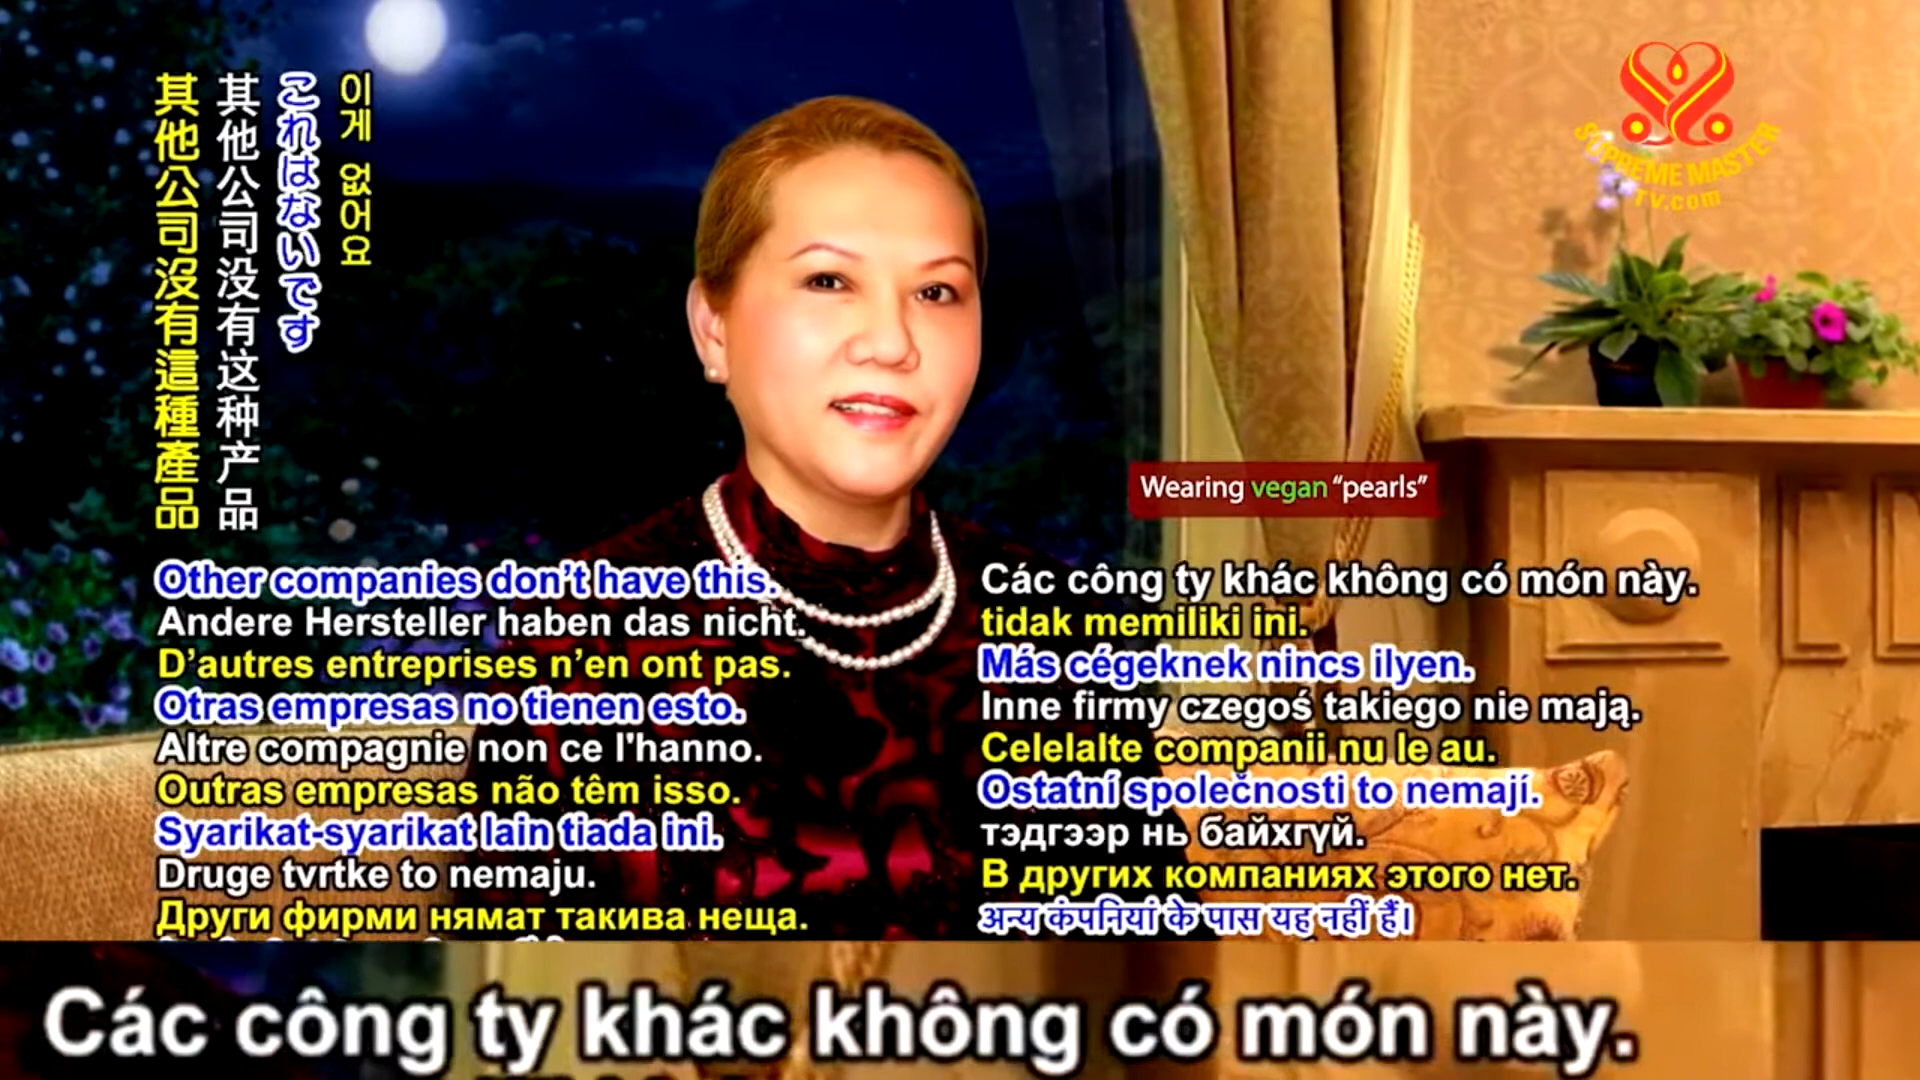 其他公司沒有這種產品
其他公司没有这种产品
これはないです
이게 없어요
SUPREME MASTER
TV.com
Wearing vegan “pearls”
Other companies don’t have this.
Andere Hersteller haben das nicht.
D’autres entreprises n’en ont pas.
Otras empresas no tienen esto.
Altre compagnie non ce l'hanno.
Outras empresas não têm isso.
Syarikat-syarikat lain tiada ini.
Druge tvrtke to nemaju.
Други фирми нямат такива неща.
Các công ty khác không có món này.
tidak memiliki ini.
Más cégeknek nincs ilyen.
Inne firmy czegoś takiego nie mają.
Celelalte companii nu le au.
Ostatní společnosti to nemají.
тэдгээр нь байхгүй.
В других компаниях этого нет.
अन्य कंपनियां के पास यह नहीं हैं।
Các công ty khác không có món này.